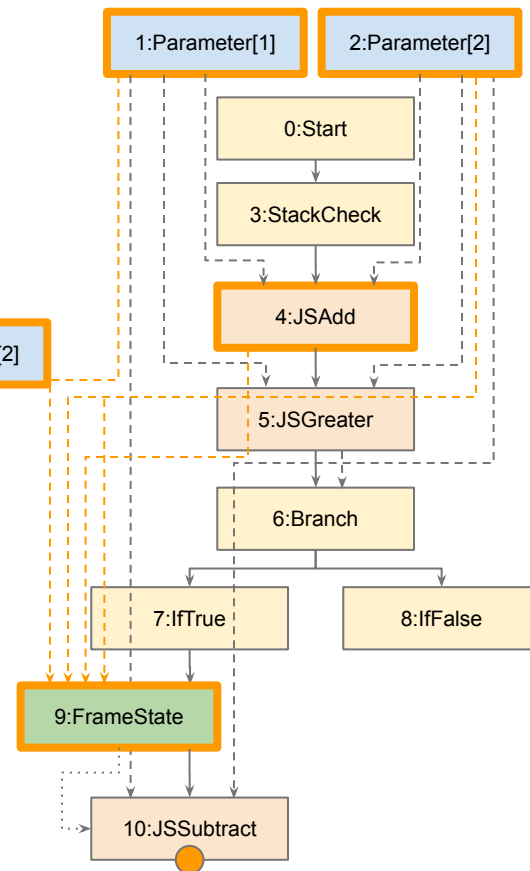 1:Parameter[1]
2:Parameter[2]
0:Start
3:StackCheck
4:JSAdd
[2]
5:JSGreater
6:Branch
7:IfTrue
8:IfFalse
9:FrameState
10:JSSubtract